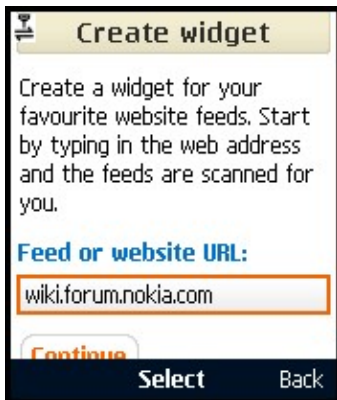 Create widget
Create a widget for your
favourite website feeds. Start
by typing in the web address
and the feeds are scanned for
you.
Feed or website URL:
wiki.forum.nokia.com
Continue
Select Back